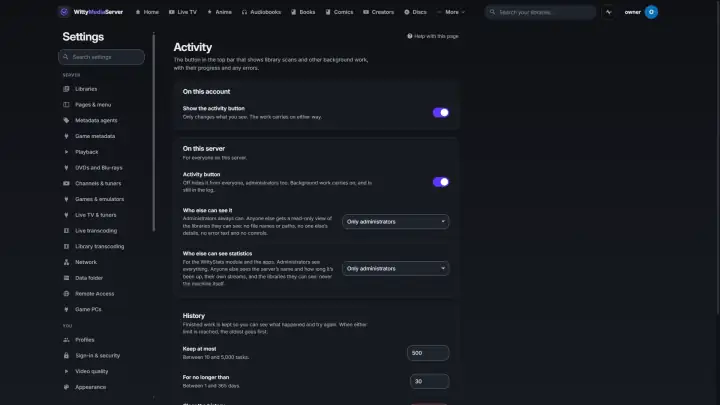 WittyMediaServer
Home
Live TV
Anime
Audiobooks
Books
Comics
Creators
Discs
More
Search your libraries...
owner
O
Settings
Search settings
SERVER
Libraries
Pages & menu
Metadata agents
Game metadata
Playback
DVDs and Blu-rays
Channels & tuners
Games & emulators
Live TV & tuners
Live transcoding
Library transcoding
Network
Data folder
Remote Access
Game PCs
YOU
Profiles
Sign-in & security
Video quality
Appearance
Help with this page
Activity
The button in the top bar that shows library scans and other background work,
with their progress and any errors.
On this account
Show the activity button
Only changes what you see. The work carries on either way.
On this server
For everyone on this server.
Activity button
Off hides it from everyone, administrators too. Background work carries on, and is
still in the log.
Who else can see it
Administrators always can. Anyone else gets a read-only view of
the libraries they can see: no file names or paths, no one else's
details, no error text and no controls.
Only administrators
Who else can see statistics
For the WittyStats module and the apps. Administrators see
everything. Anyone else sees the server's name and how long it's
been up, their own streams, and the libraries they can see: never
the machine itself.
Only administrators
History
Finished work is kept so you can see what happened and try again. When either
limit is reached, the oldest goes first.
Keep at most
Between 10 and 5,000 tasks.
500
For no longer than
Between 1 and 365 days.
30